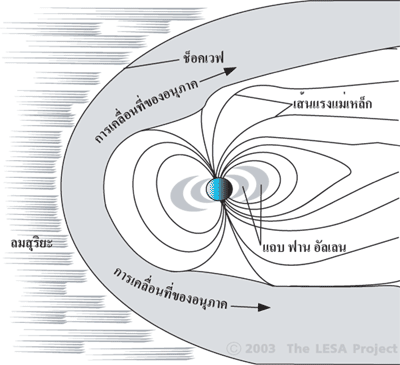 ช็อคเวฟ
การเคลื่อนที่ของอนุภาค
เส้นแรงแม่เหล็ก
ลมสุริยะ
แถบ ฟาน อัลเลน
การเคลื่อนที่ของอนุภาค
© 2003 The LESA Project